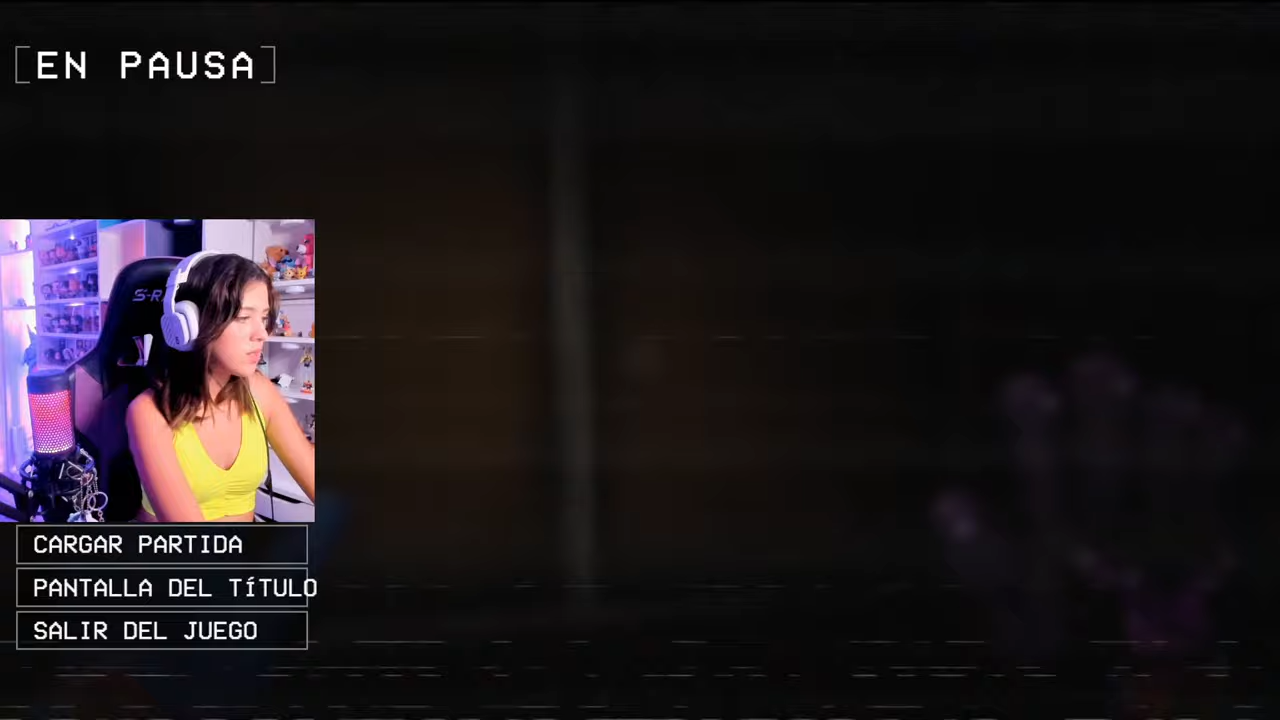 [EN PAUSA]
S-R
CARGAR PARTIDA
PANTALLA DEL TÍTULO
SALIR DEL JUEGO